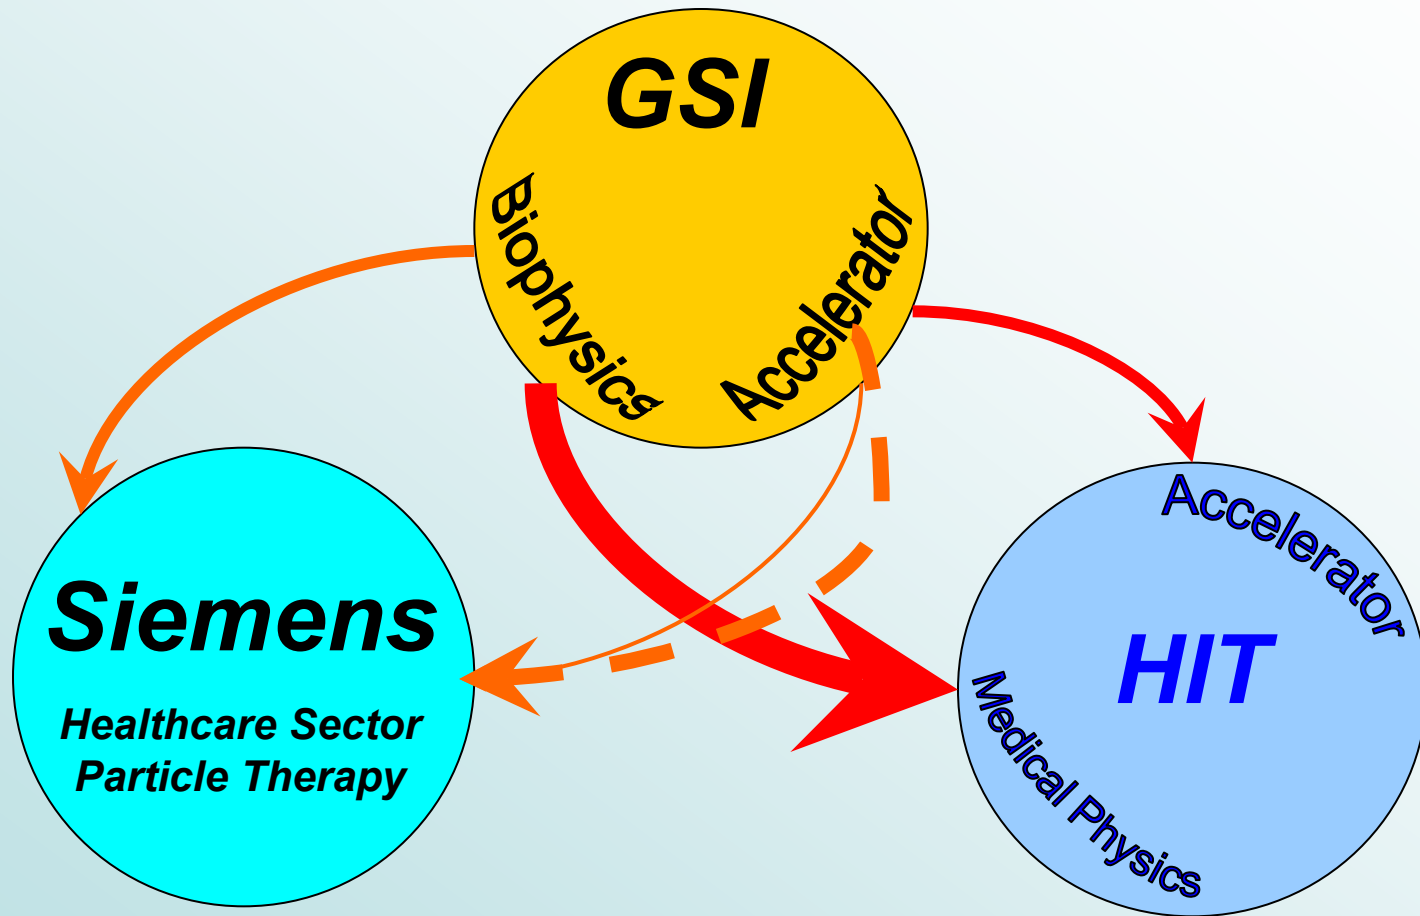 GSI
Biophysics
Accelerator
Siemens
Healthcare Sector
Particle Therapy
Accelerator
HIT
Medical Physics